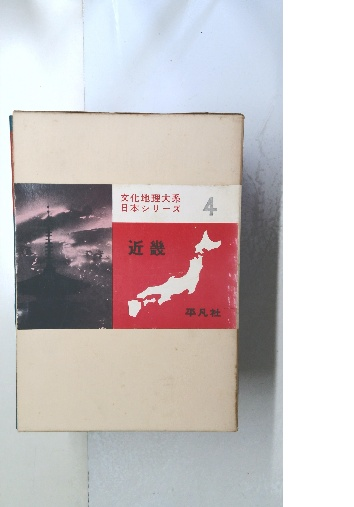 文化地理大系
日本シリーズ
4
近畿
平凡社